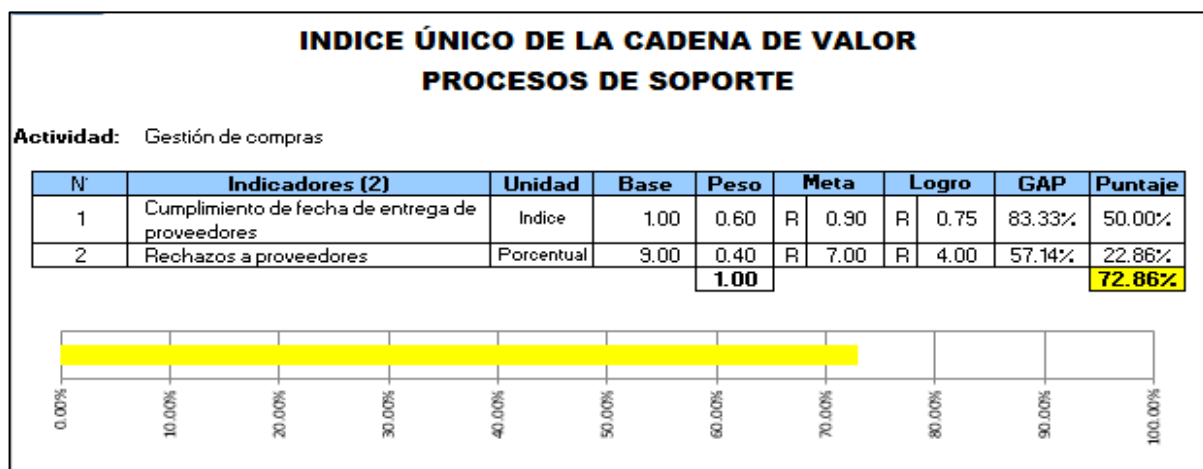 INDICE ÚNICO DE LA CADENA DE VALOR
PROCESOS DE SOPORTE
Actividad: Gestión de compras
N° Indicadores (2) Unidad Base Peso Meta Logro GAP Puntaje
1 Cumplimiento de fecha de entrega de proveedores Indice 1.00 0.60 R 0.90 R 0.75 83.33% 50.00%
2 Rechazos a proveedores Porcentual 9.00 0.40 R 7.00 R 4.00 57.14% 22.86%
1.00 72.86%
0.00% 10.00% 20.00% 30.00% 40.00% 50.00% 60.00% 70.00% 80.00% 90.00% 100.00%